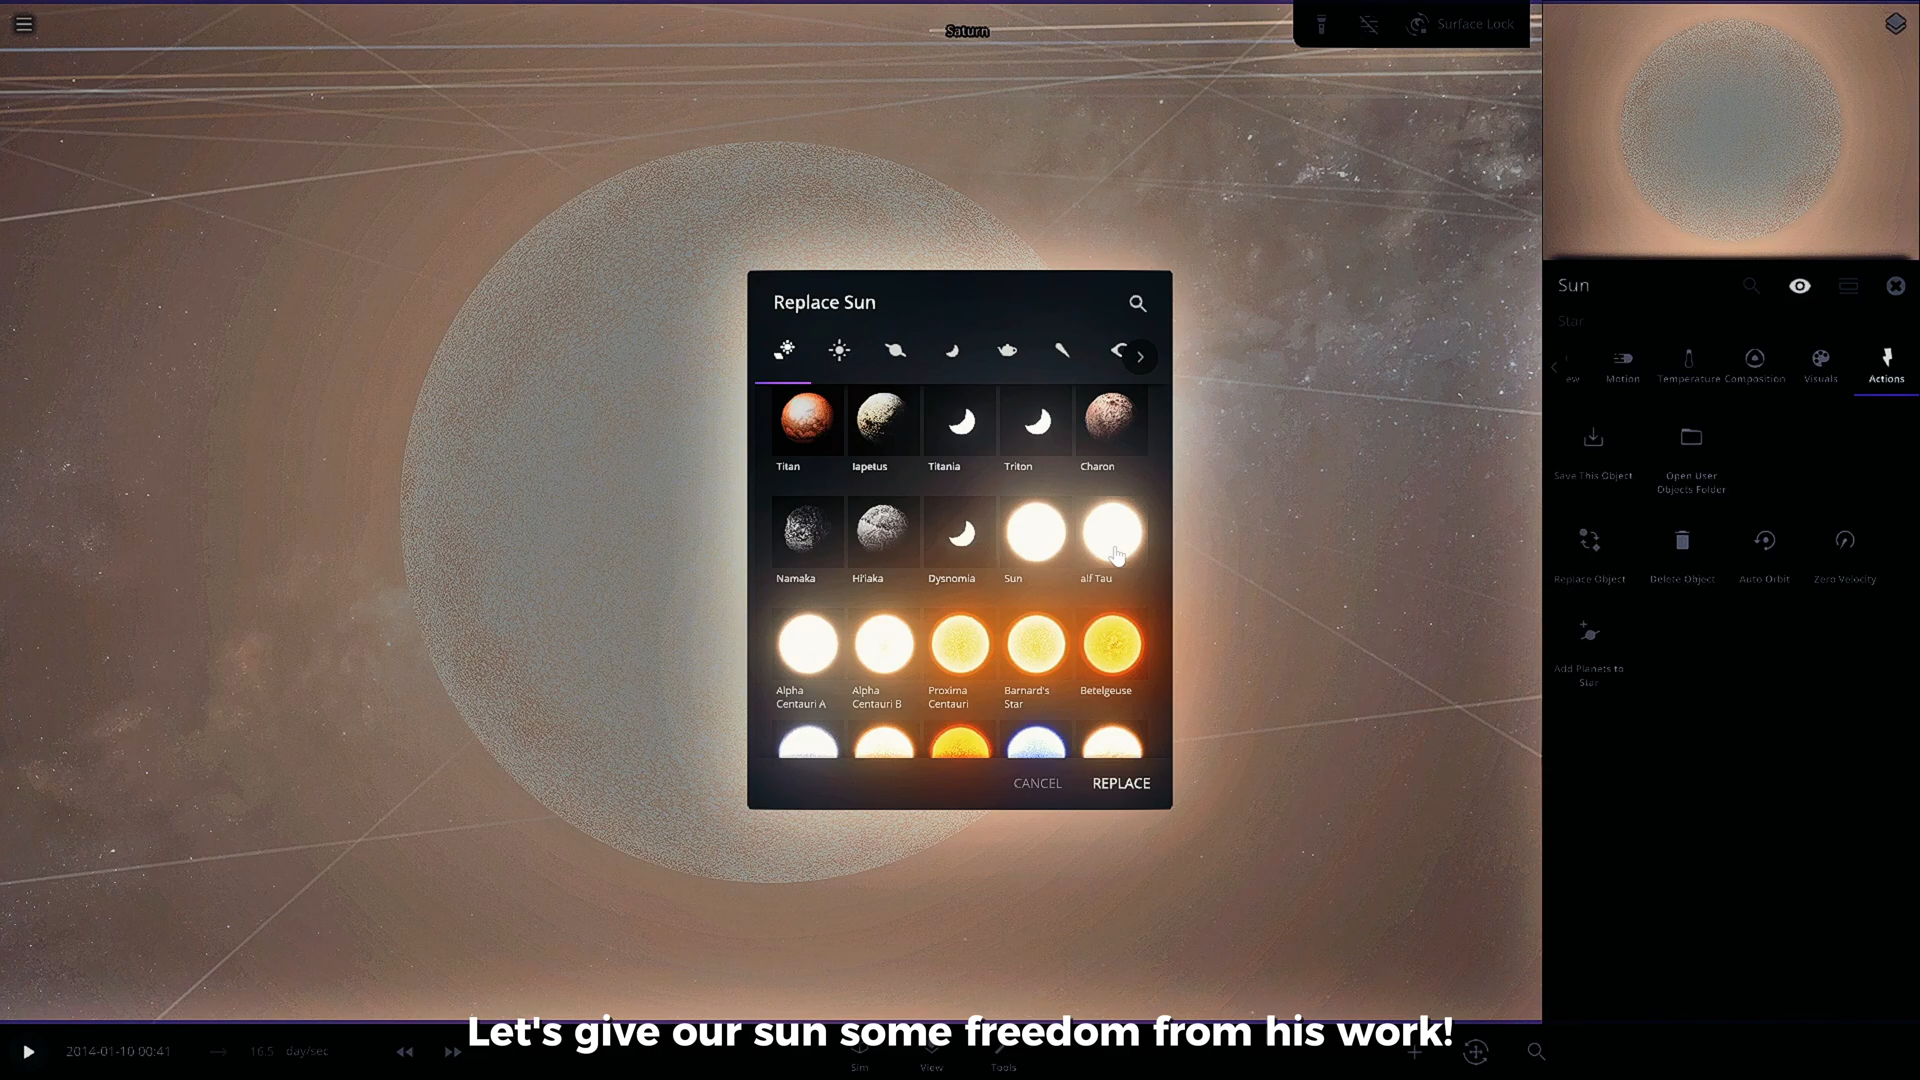 Saturn
Surface Lock
Sun
Star
ew
Motion
Temperature
Composition
Visuals
Actions
Save This Object
Open User
Objects Folder
Replace Object
Delete Object
Auto Orbit
Zero Velocity
Add Planets to
Star
Replace Sun
Titan
Iapetus
Titania
Triton
Charon
Namaka
Hi'iaka
Dysnomia
Sun
alf Tau
Alpha
Centauri A
Alpha
Centauri B
Proxima
Centauri
Barnard's
Star
Betelgeuse
CANCEL
REPLACE
Let's give our sun some freedom from his work!
2014-01-10 00:41
16.5 day/sec
Sim
View
Tools